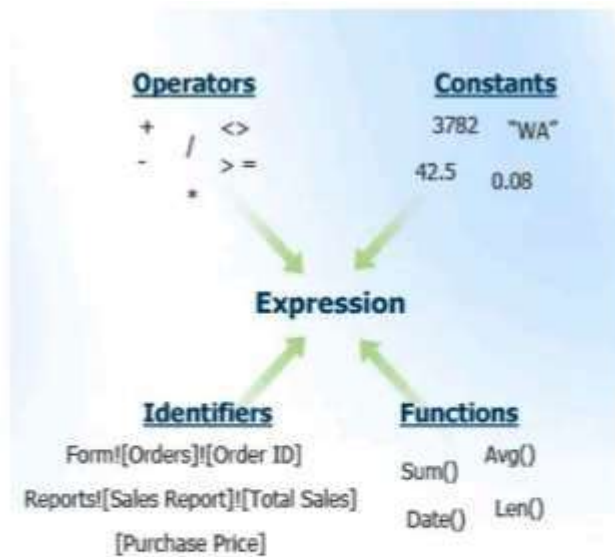 Operators
+ <>
/
- > =
*
Constants
3782 "WA"
42.5 0.08
Expression
Identifiers
Form![Orders]![Order ID]
Reports![Sales Report]![Total Sales]
[Purchase Price]
Functions
Sum() Avg()
Date() Len()